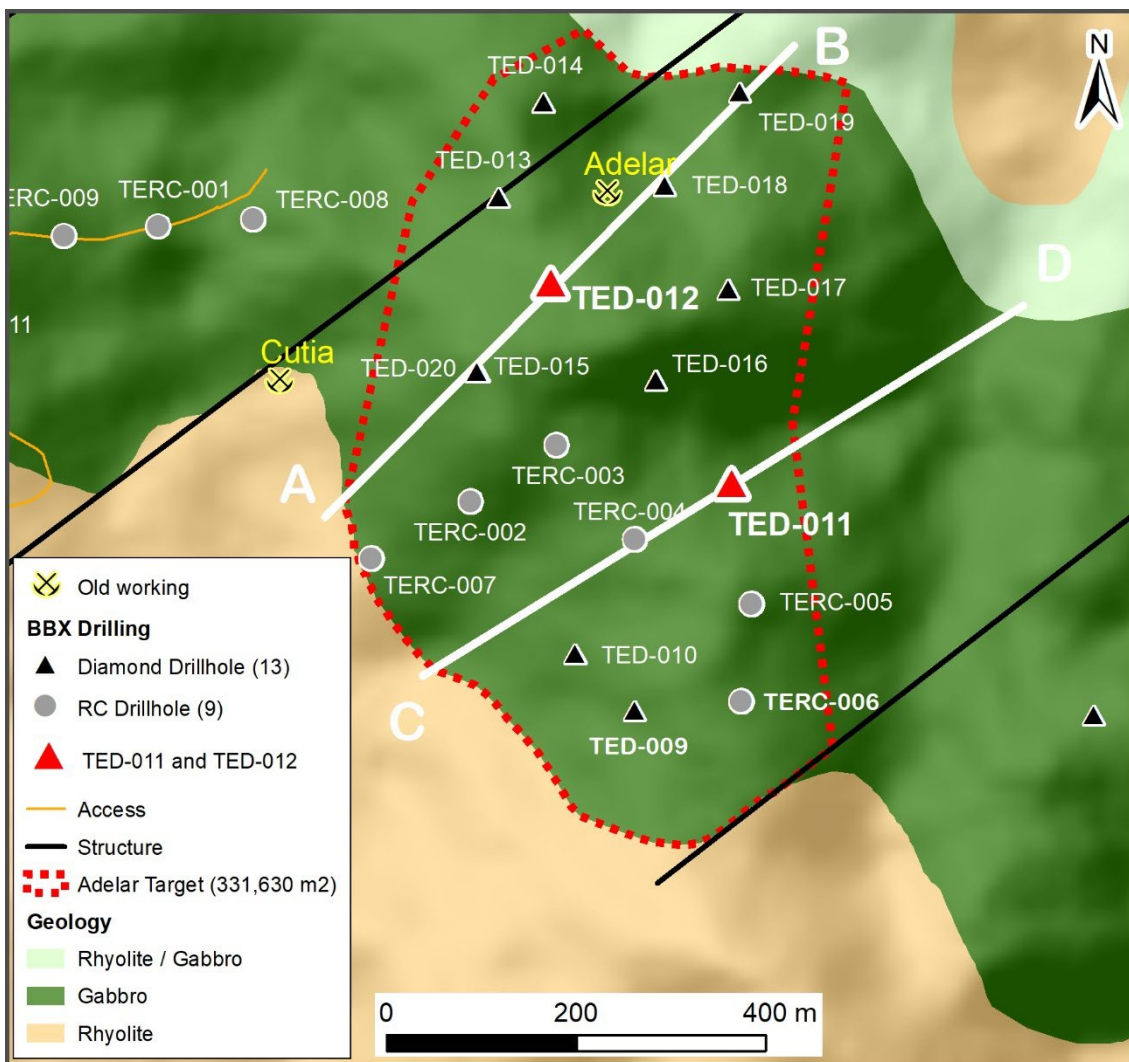 B
N
TED-014
TED-019
TED-013
Adelar
TED-018
ERC-009
TERC-001
TERC-008
D
TED-012
TED-017
11
Cutia
TED-020
TED-015
TED-016
A
TERC-003
TERC-002
TERC-004
TED-011
TERC-007
TERC-005
TED-010
TERC-006
C
TED-009
Old working
BBX Drilling
Diamond Drillhole (13)
RC Drillhole (9)
TED-011 and TED-012
Access
Structure
Adelar Target (331,630 m2)
Geology
Rhyolite / Gabbro
Gabbro
Rhyolite
0 200 400 m